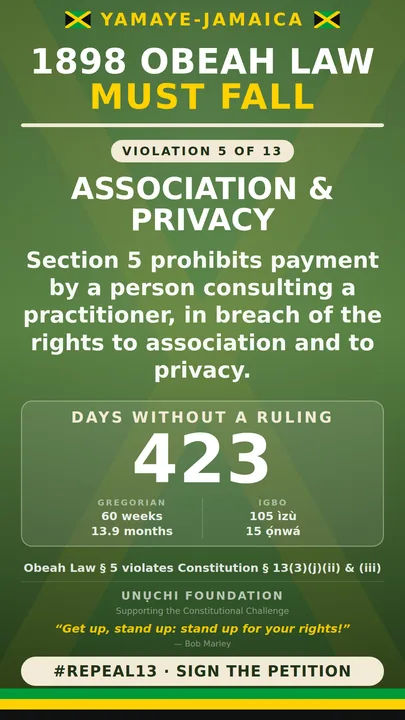 YAMAYE-JAMAICA
1898 OBEAH LAW
MUST FALL
VIOLATION 5 OF 13
ASSOCIATION &
PRIVACY
Section 5 prohibits payment
by a person consulting a
practitioner, in breach of the
rights to association and to
privacy.
DAYS WITHOUT A RULING
423
GREGORIAN
60 weeks
13.9 months
IGBO
105 ìzù
15 ọ́nwá
Obeah Law § 5 violates Constitution § 13(3)(j)(ii) & (iii)
UNỤCHI FOUNDATION
Supporting the Constitutional Challenge
“Get up, stand up: stand up for your rights!”
— Bob Marley
#REPEAL13 · SIGN THE PETITION